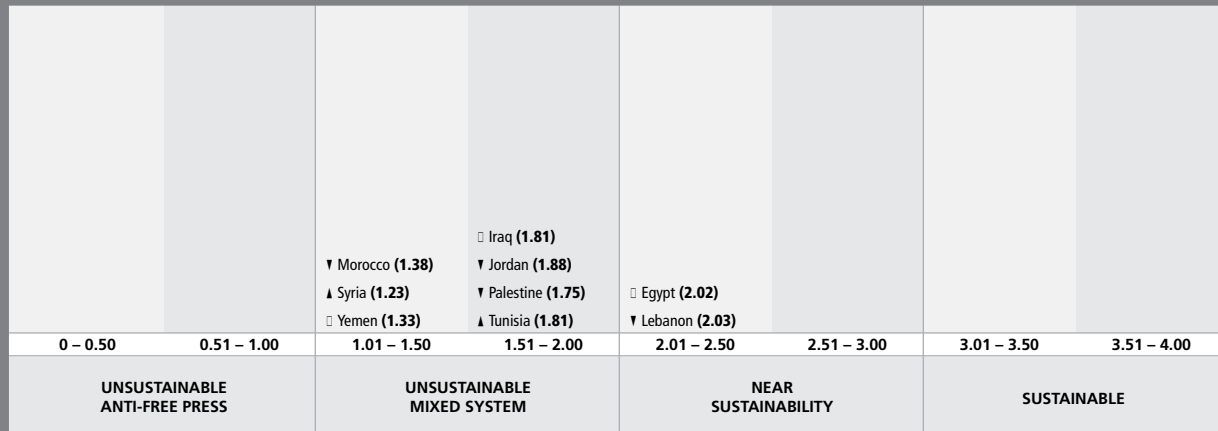 ▯ Iraq (1.81)
▼ Morocco (1.38)
▼ Jordan (1.88)
▲ Syria (1.23)
▼ Palestine (1.75)
▯ Egypt (2.02)
▯ Yemen (1.33)
▲ Tunisia (1.81)
▼ Lebanon (2.03)
0 – 0.50
0.51 – 1.00
1.01 – 1.50
1.51 – 2.00
2.01 – 2.50
2.51 – 3.00
3.01 – 3.50
3.51 – 4.00
UNSUSTAINABLE
ANTI-FREE PRESS
UNSUSTAINABLE
MIXED SYSTEM
NEAR
SUSTAINABILITY
SUSTAINABLE